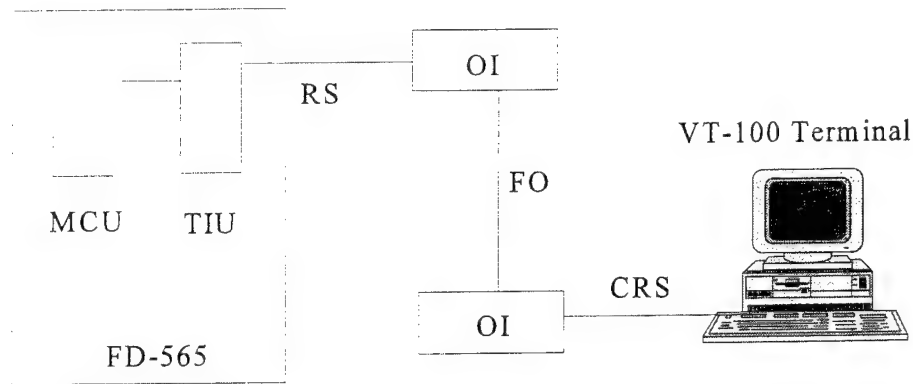 OI
RS
VT-100 Terminal
FO
MCU
TIU
CRS
OI
FD-565